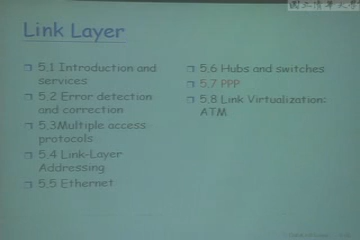 Link Layer
5.1 Introduction and
services
5.2 Error detection
and correction
5.3Multiple access
protocols
5.4 Link-Layer
Addressing
5.5 Ethernet
5.6 Hubs and switches
5.7 PPP
5.8 Link Virtualization:
ATM